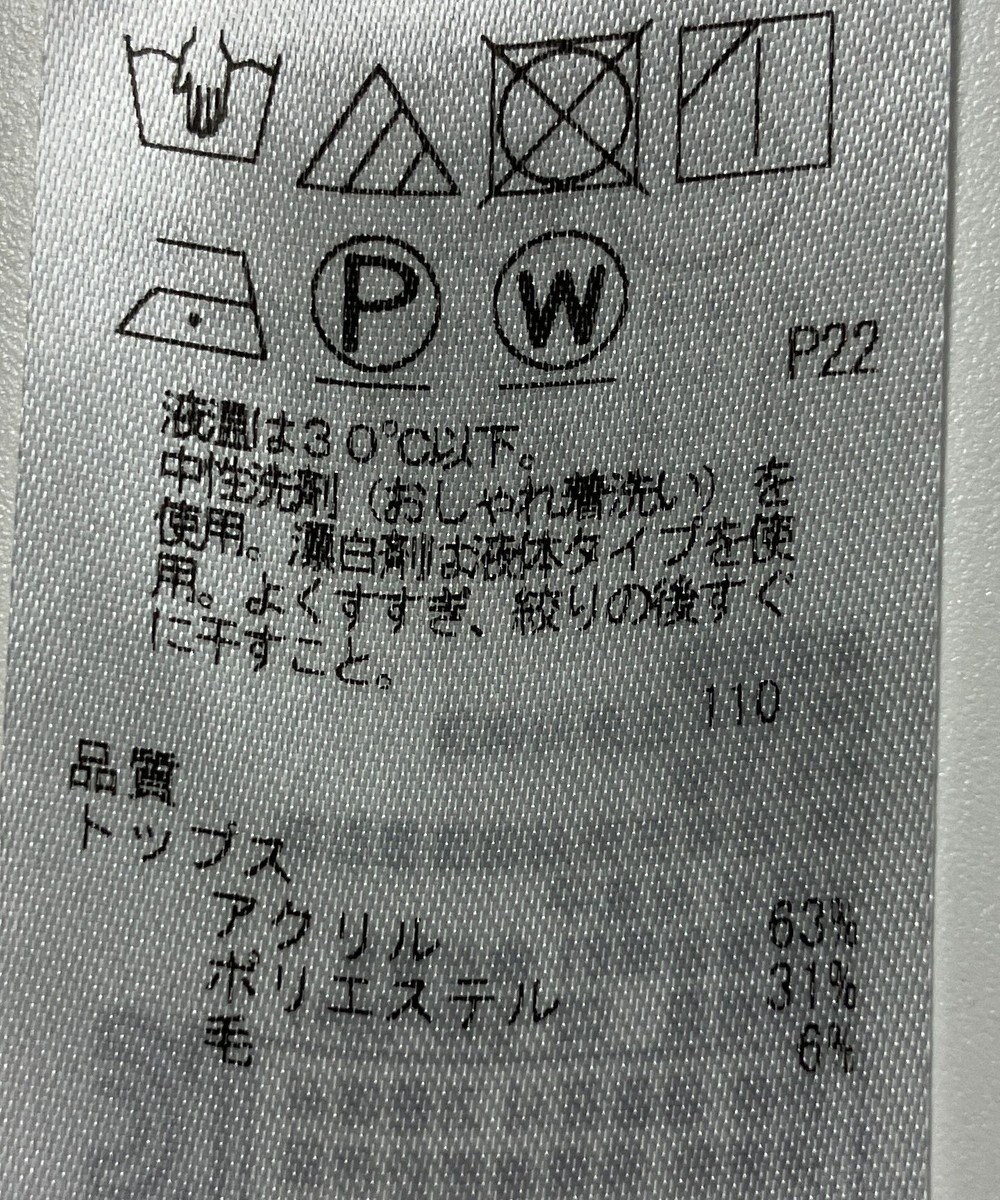 P
W
P22
液温は30℃以下。
中性洗剤（おしゃれ着洗い）を
使用。漂白剤は液体タイプを使
用。よくすすぎ、絞りの後すぐ
に干すこと。
110
品質
トップス
アクリル 63%
ポリエステル 31%
毛 6%